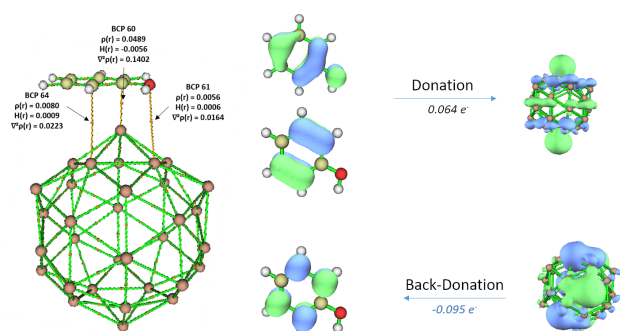 BCP 60
ρ(r) = 0.0489
H(r) = -0.0056
∇²ρ(r) = 0.1402
BCP 64
ρ(r) = 0.0080
H(r) = 0.0009
∇²ρ(r) = 0.0223
BCP 61
ρ(r) = 0.0056
H(r) = 0.0006
∇²ρ(r) = 0.0164
Donation
0.064 e⁻
Back-Donation
-0.095 e⁻